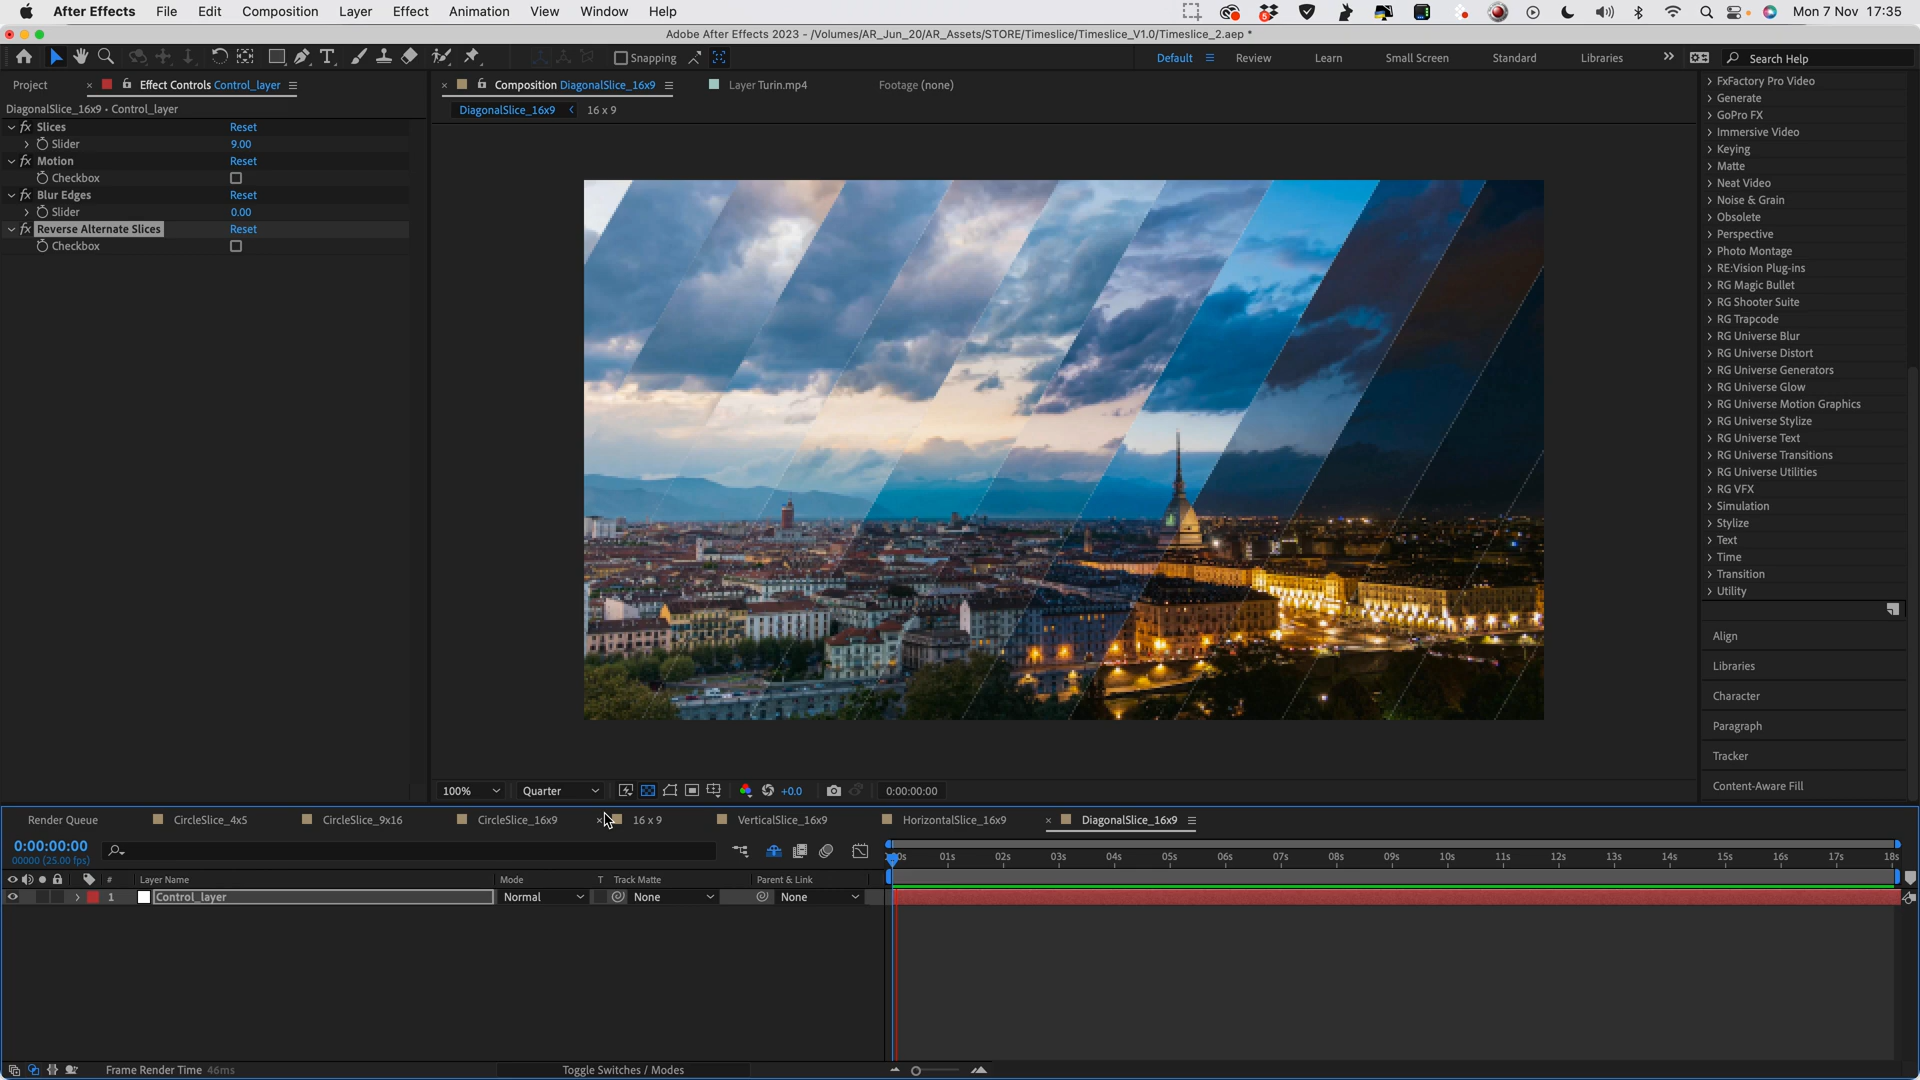 After Effects File Edit Composition Layer Effect Animation View Window Help Mon 7 Nov 17:35
Adobe After Effects 2023 - /Volumes/AR_Jun_20/AR_Assets/STORE/Timeslice/Timeslice_V1.0/Timeslice_2.aep *
Snapping Default Review Learn Small Screen Standard Libraries Search Help
Project Effect Controls Control_layer
DiagonalSlice_16x9 • Control_layer
fx Slices Reset
Slider 9.00
fx Motion Reset
Checkbox
fx Blur Edges Reset
Slider 0.00
fx Reverse Alternate Slices Reset
Checkbox
Composition DiagonalSlice_16x9 Layer Turin.mp4 Footage (none)
DiagonalSlice_16x9 16 x 9
FxFactory Pro Video
Generate
GoPro FX
Immersive Video
Keying
Matte
Neat Video
Noise & Grain
Obsolete
Perspective
Photo Montage
RE:Vision Plug-ins
RG Magic Bullet
RG Shooter Suite
RG Trapcode
RG Universe Blur
RG Universe Distort
RG Universe Generators
RG Universe Glow
RG Universe Motion Graphics
RG Universe Stylize
RG Universe Text
RG Universe Transitions
RG Universe Utilities
RG VFX
Simulation
Stylize
Text
Time
Transition
Utility
Align
Libraries
Character
Paragraph
Tracker
Content-Aware Fill
100% Quarter +0.0 0:00:00:00
Render Queue CircleSlice_4x5 CircleSlice_9x16 CircleSlice_16x9 16 x 9 VerticalSlice_16x9 HorizontalSlice_16x9 DiagonalSlice_16x9
0:00:00:00
00000 (25.00 fps)
01s 02s 03s 04s 05s 06s 07s 08s 09s 10s 11s 12s 13s 14s 15s 16s 17s 18s
# Layer Name Mode T Track Matte Parent & Link
1 Control_layer Normal None None
Frame Render Time 46ms Toggle Switches / Modes